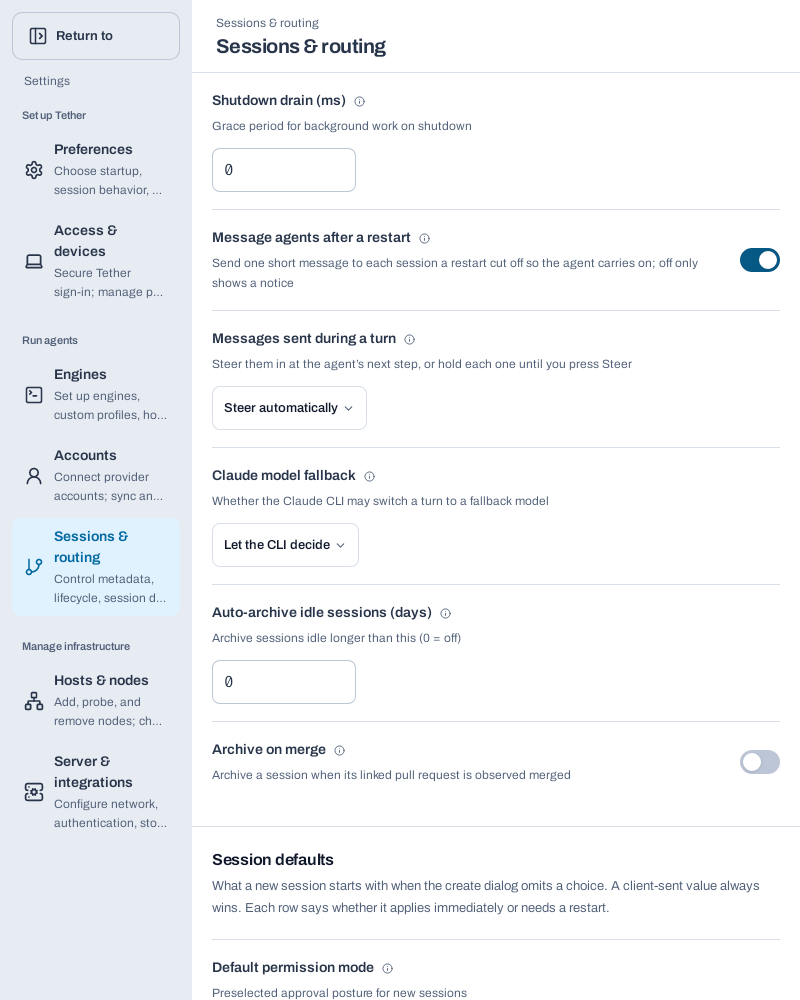 Return to
Settings
Set up Tether
Preferences
Choose startup,
session behavior, ...
Access &
devices
Secure Tether
sign-in; manage p...
Run agents
Engines
Set up engines,
custom profiles, ho...
Accounts
Connect provider
accounts; sync an...
Sessions &
routing
Control metadata,
lifecycle, session d...
Manage infrastructure
Hosts & nodes
Add, probe, and
remove nodes; ch...
Server &
integrations
Configure network,
authentication, sto...
Sessions & routing
Sessions & routing
Shutdown drain (ms)
Grace period for background work on shutdown
0
Message agents after a restart
Send one short message to each session a restart cut off so the agent carries on; off only
shows a notice
Messages sent during a turn
Steer them in at the agent's next step, or hold each one until you press Steer
Steer automatically
Claude model fallback
Whether the Claude CLI may switch a turn to a fallback model
Let the CLI decide
Auto-archive idle sessions (days)
Archive sessions idle longer than this (0 = off)
0
Archive on merge
Archive a session when its linked pull request is observed merged
Session defaults
What a new session starts with when the create dialog omits a choice. A client-sent value always
wins. Each row says whether it applies immediately or needs a restart.
Default permission mode
Preselected approval posture for new sessions